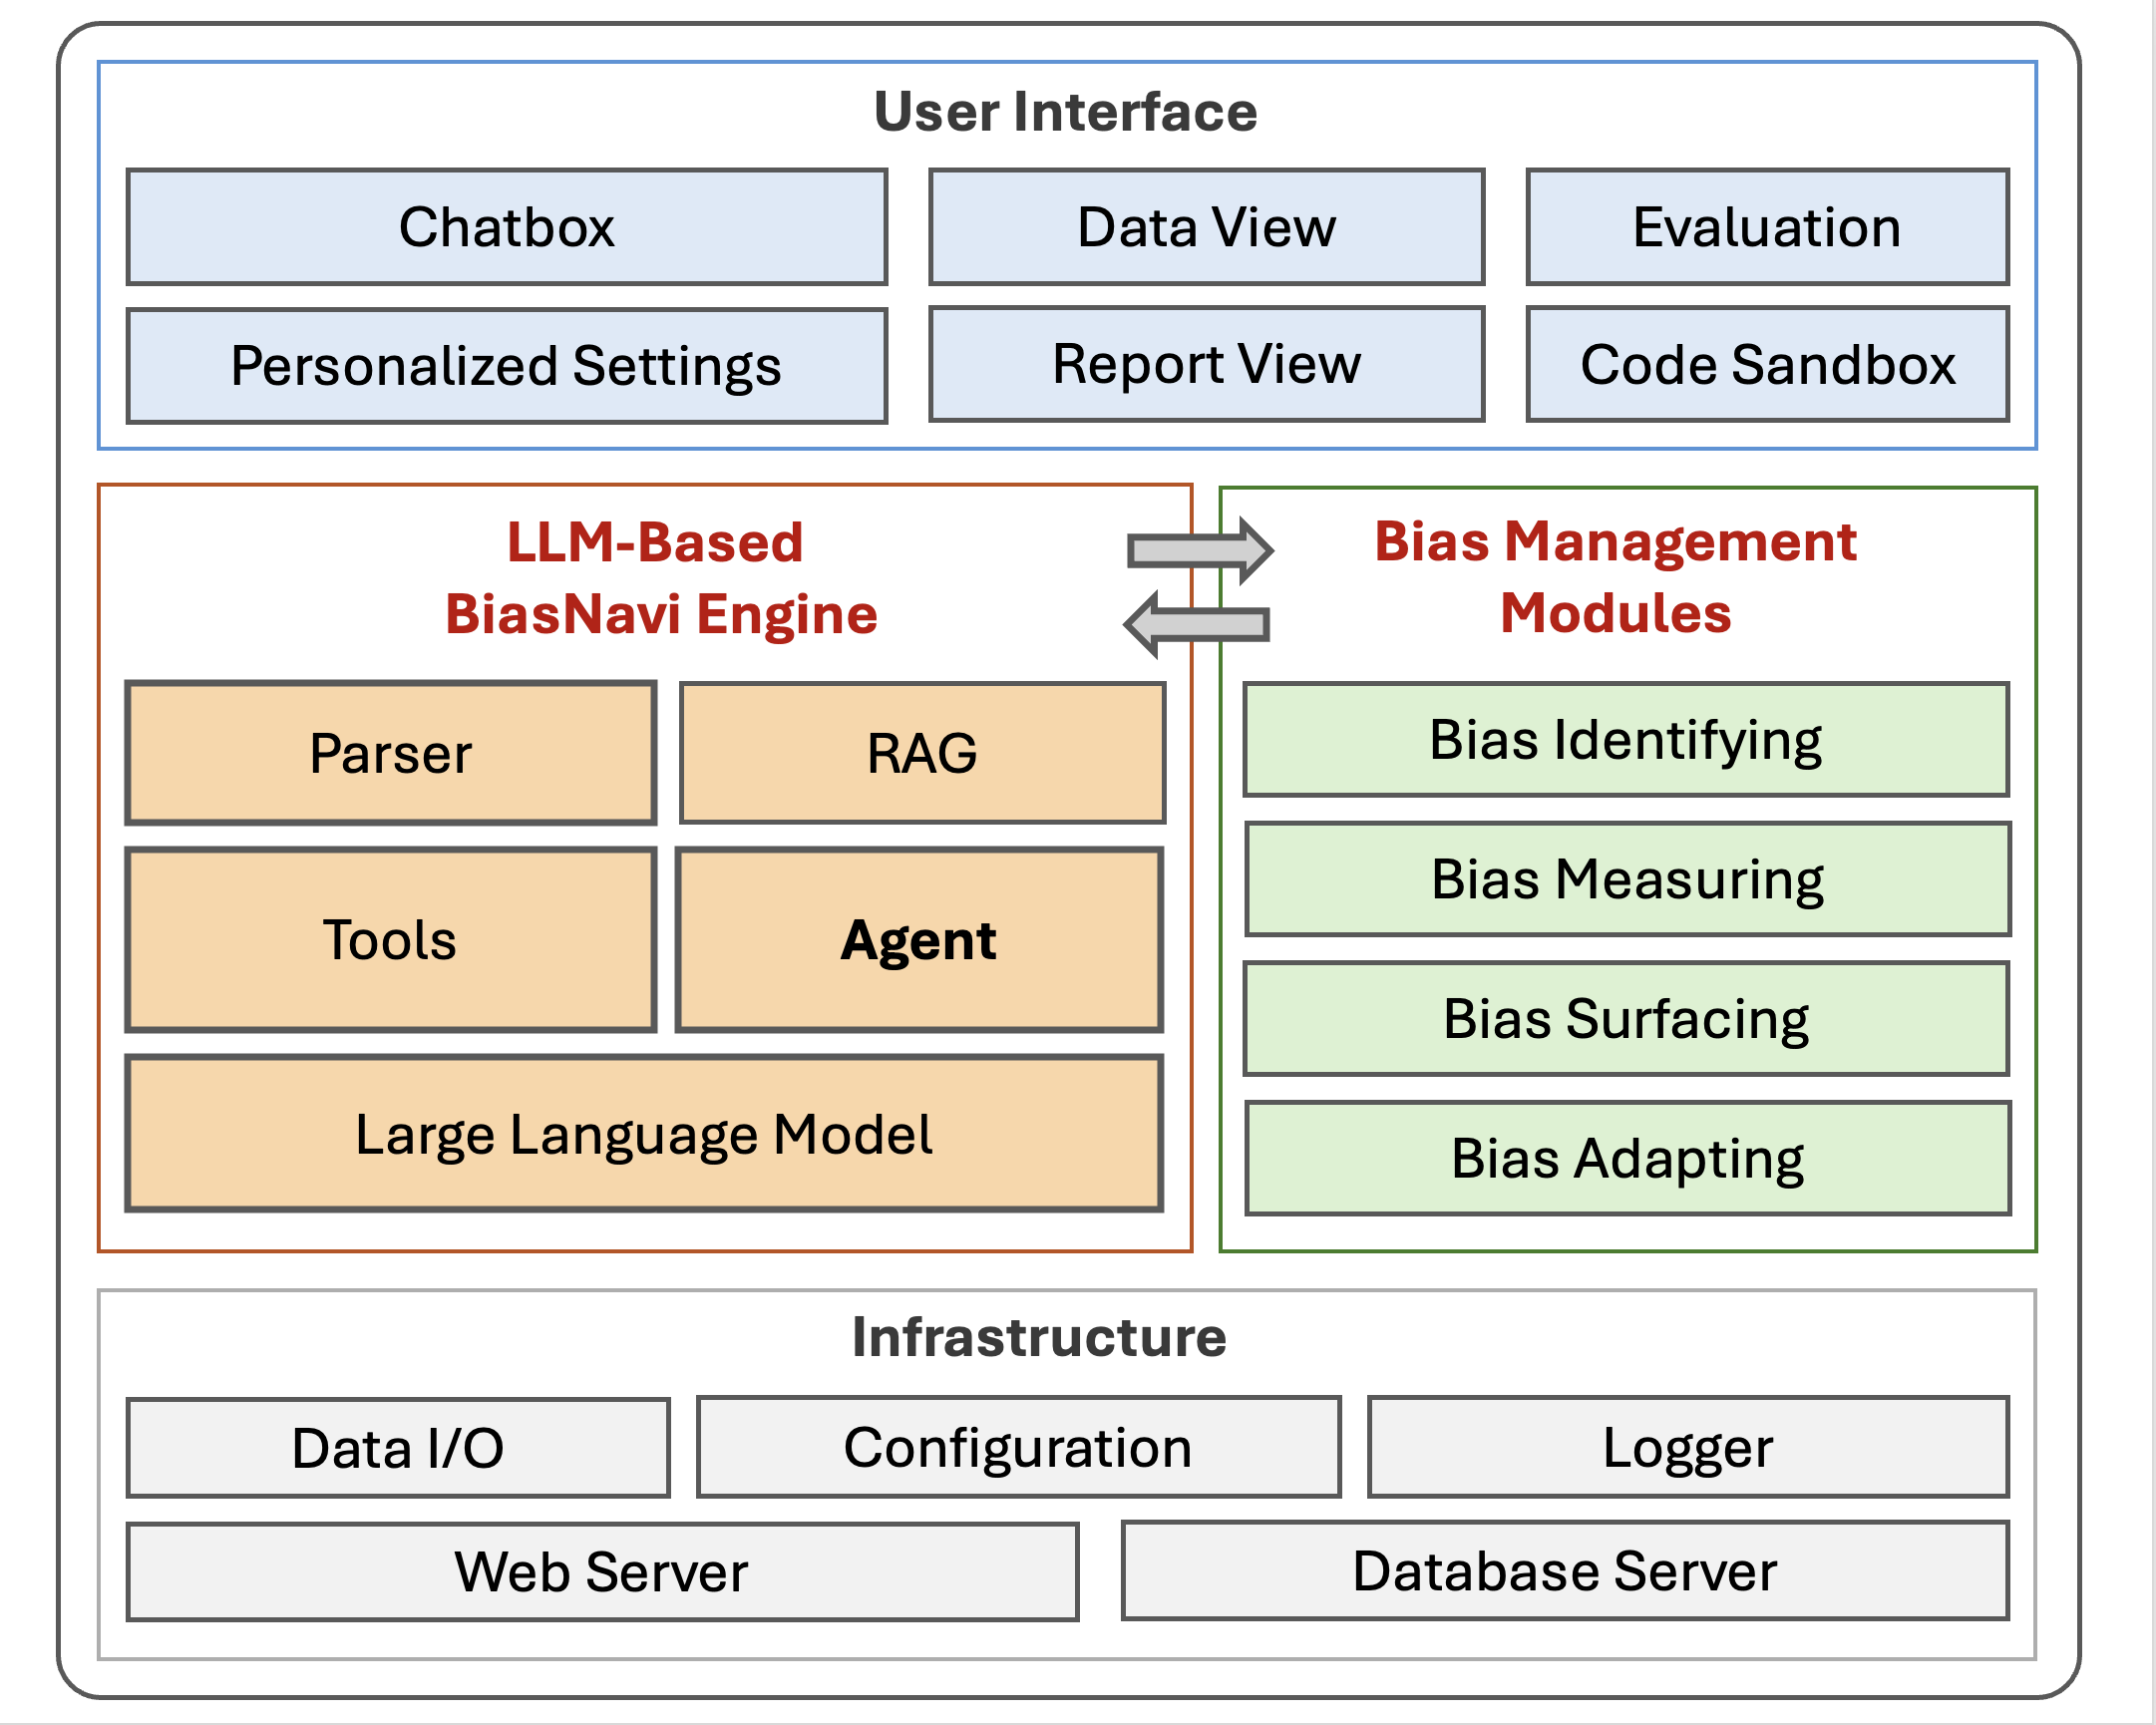 User Interface
Chatbox
Data View
Evaluation
Personalized Settings
Report View
Code Sandbox
LLM-Based
BiasNavi Engine
Parser
RAG
Tools
Agent
Large Language Model
Bias Management
Modules
Bias Identifying
Bias Measuring
Bias Surfacing
Bias Adapting
Infrastructure
Data I/O
Configuration
Logger
Web Server
Database Server